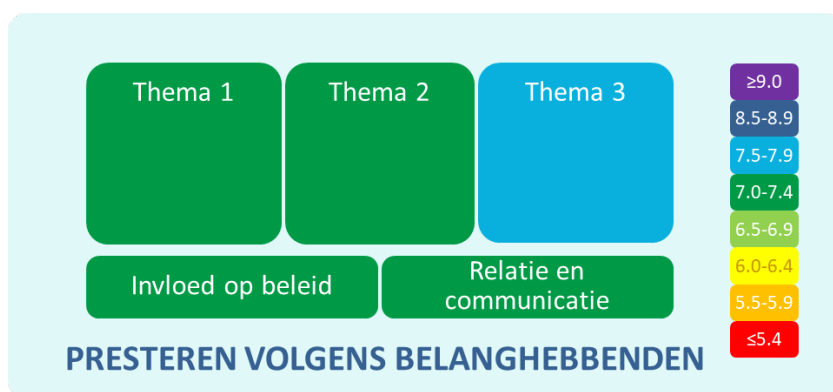 Thema 1
Thema 2
Thema 3
Invloed op beleid
Relatie en
communicatie
PRESTEREN VOLGENS BELANGHEBBENDEN
≥9.0
8.5-8.9
7.5-7.9
7.0-7.4
6.5-6.9
6.0-6.4
5.5-5.9
≤5.4